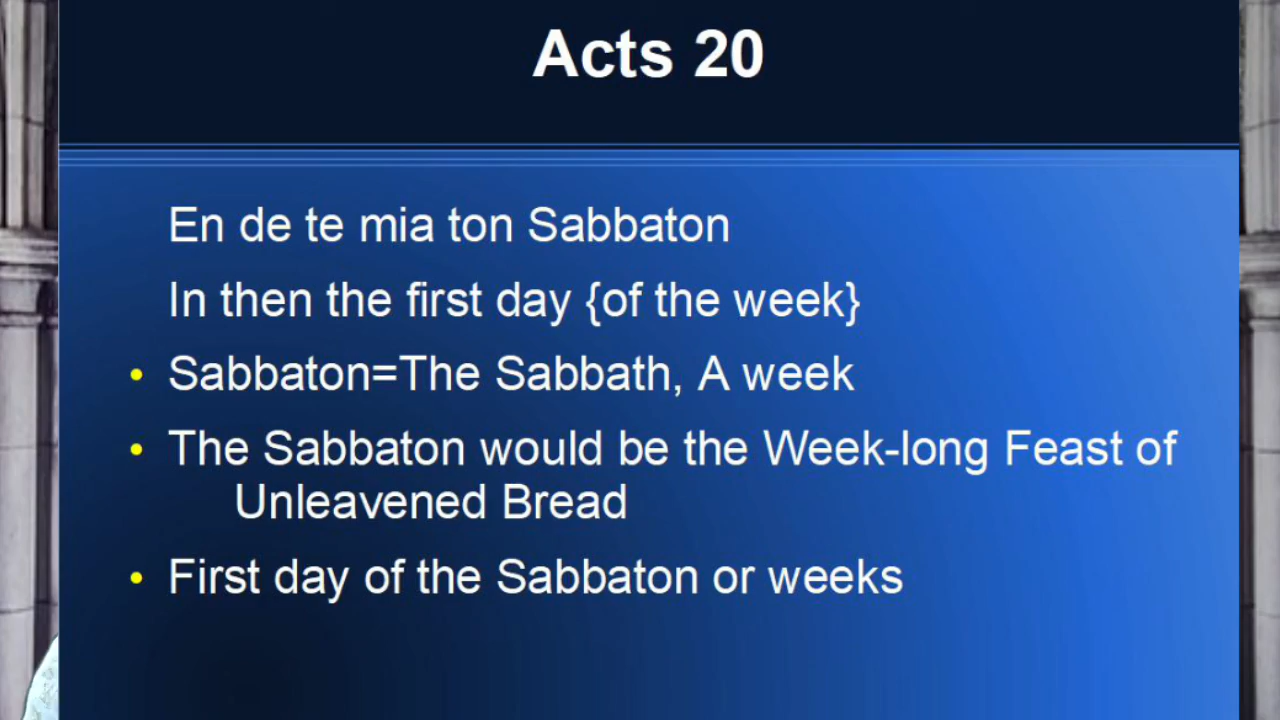 Acts 20
En de te mia ton Sabbaton
In then the first day {of the week}
• Sabbaton=The Sabbath, A week
• The Sabbaton would be the Week-long Feast of
Unleavened Bread
• First day of the Sabbaton or weeks